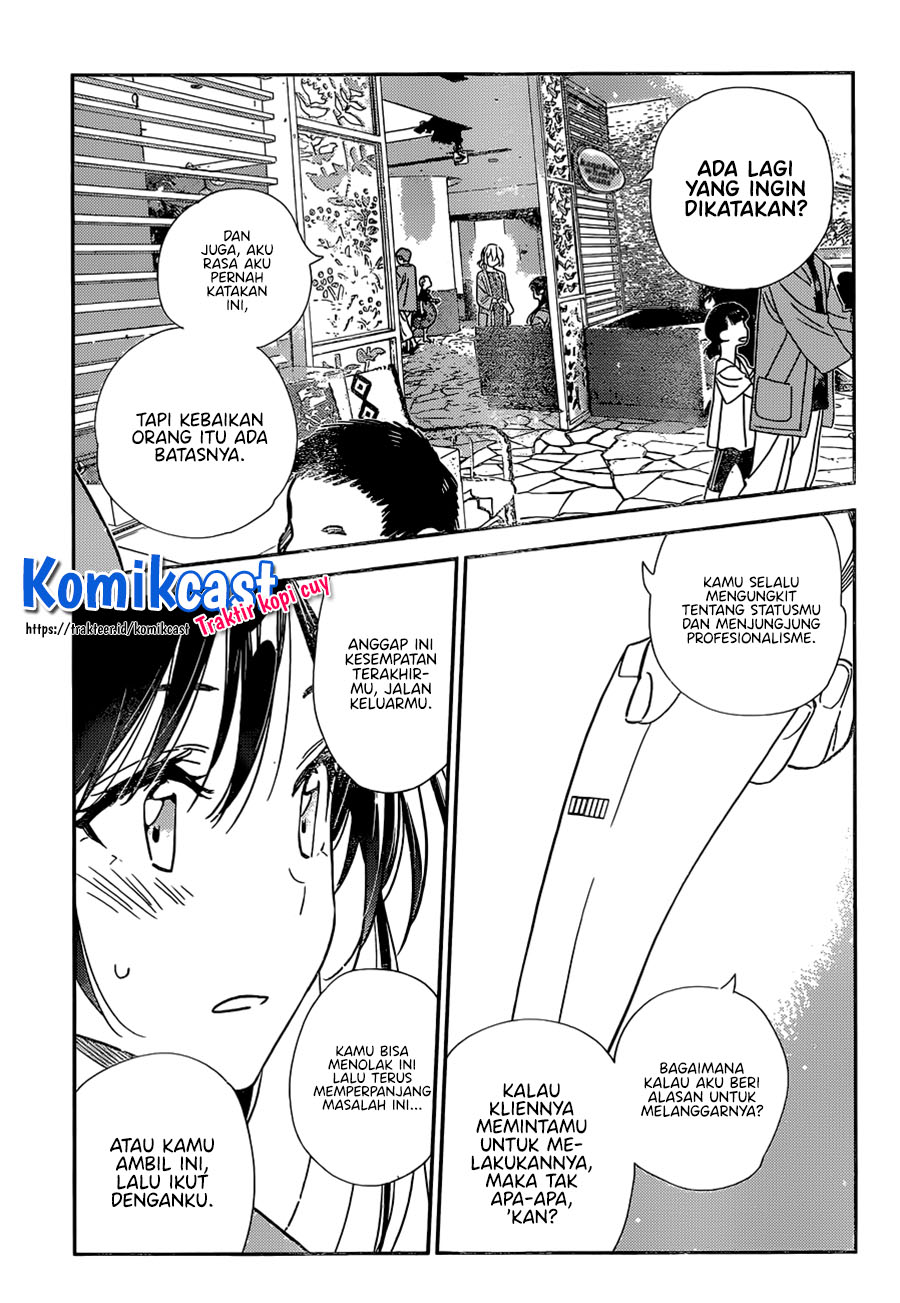 ADA LAGI
YANG INGIN
DIKATAKAN?
DAN
JUGA, AKU
RASA AKU
PERNAH
KATAKAN
INI,
TAPI KEBAIKAN
ORANG ITU ADA
BATASNYA.
KAMU SELALU
MENGUNGKIT
TENTANG STATUSMU
DAN MENJUNGJUNG
PROFESIONALISME.
BAGAIMANA
KALAU AKU BERI
ALASAN UNTUK
MELANGGARNYA?
KALAU
KLIENNYA
MEMINTAMU
UNTUK ME-
LAKUKANNYA,
MAKA TAK
APA-APA,
'KAN?
ANGGAP INI
KESEMPATAN
TERAKHIR-
MU, JALAN
KELUARMU.
KAMU BISA
MENOLAK INI
LALU TERUS
MEMPERPANJANG
MASALAH INI...
ATAU KAMU
AMBIL INI,
LALU IKUT
DENGANKU.
Komikcast
Traktir kopi cuy
https://trakteer.id/komikcast